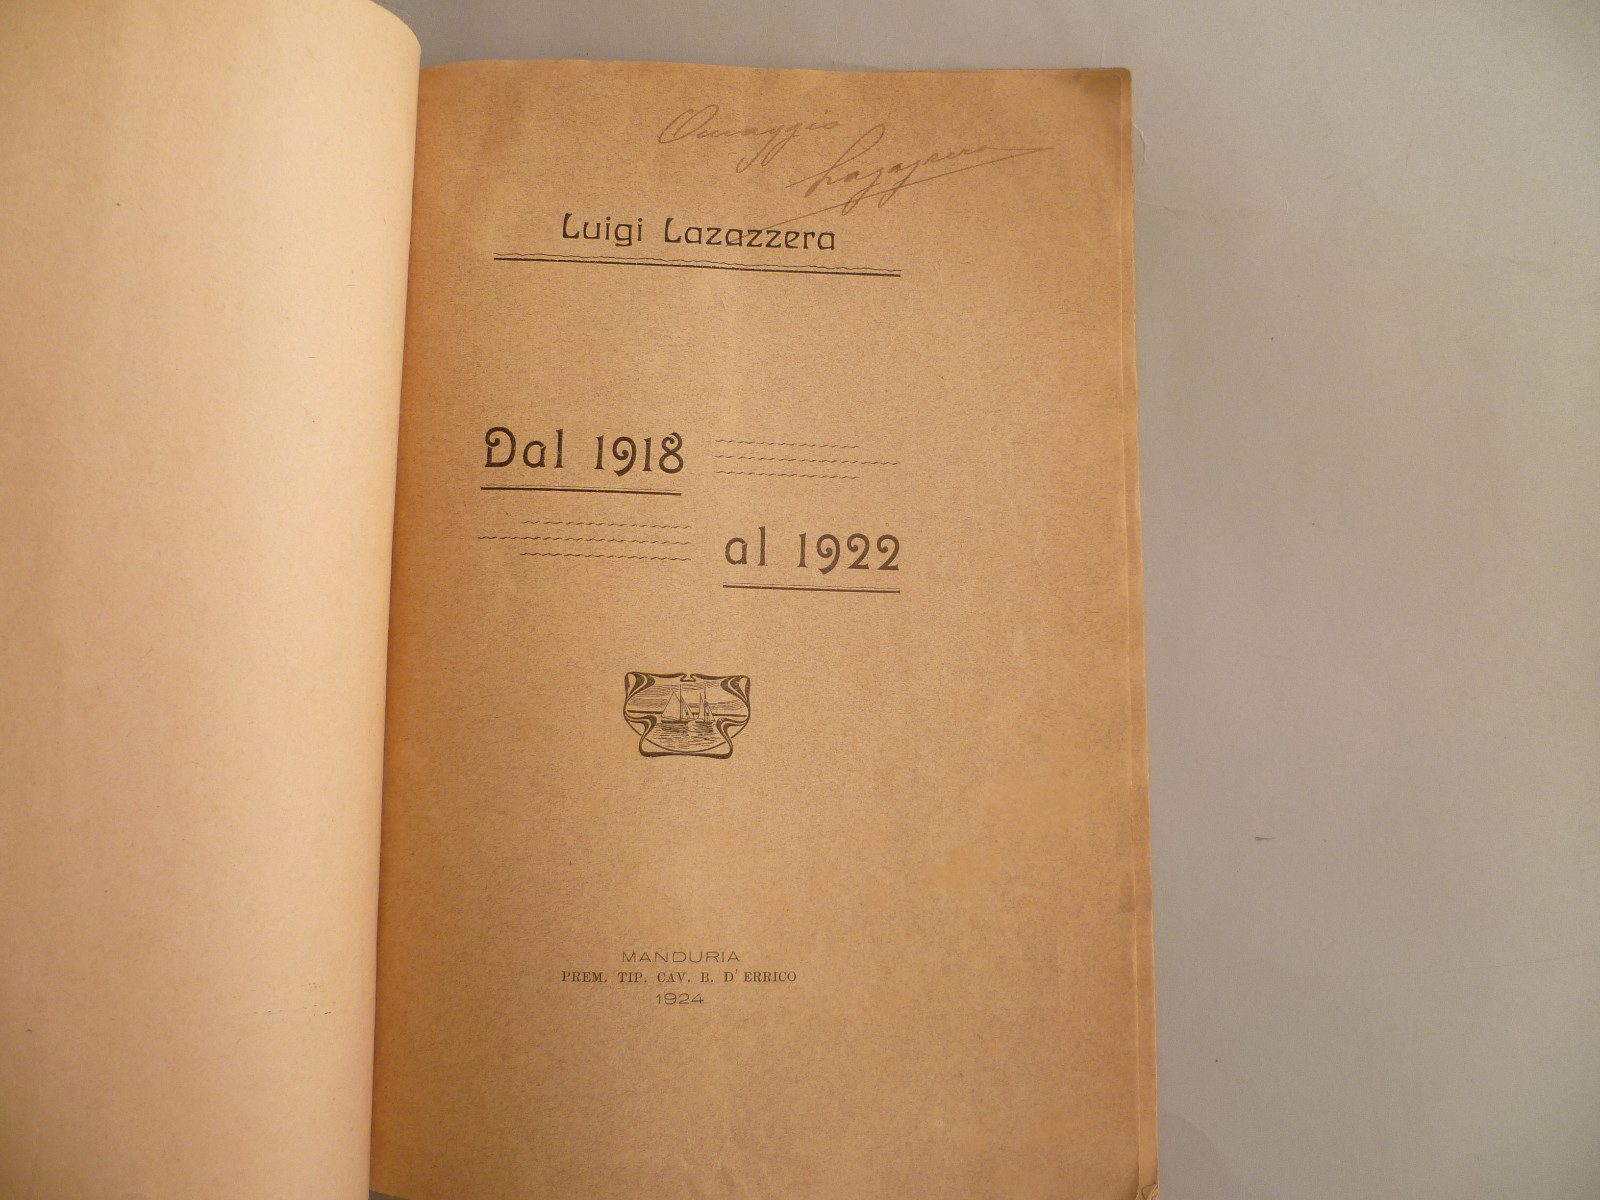 Omaggio
Lazazzera
Luigi Lazazzera
Dal 1918
al 1922
MANDURIA
PREM. TIP. CAV. B. D' ERRICO
1924